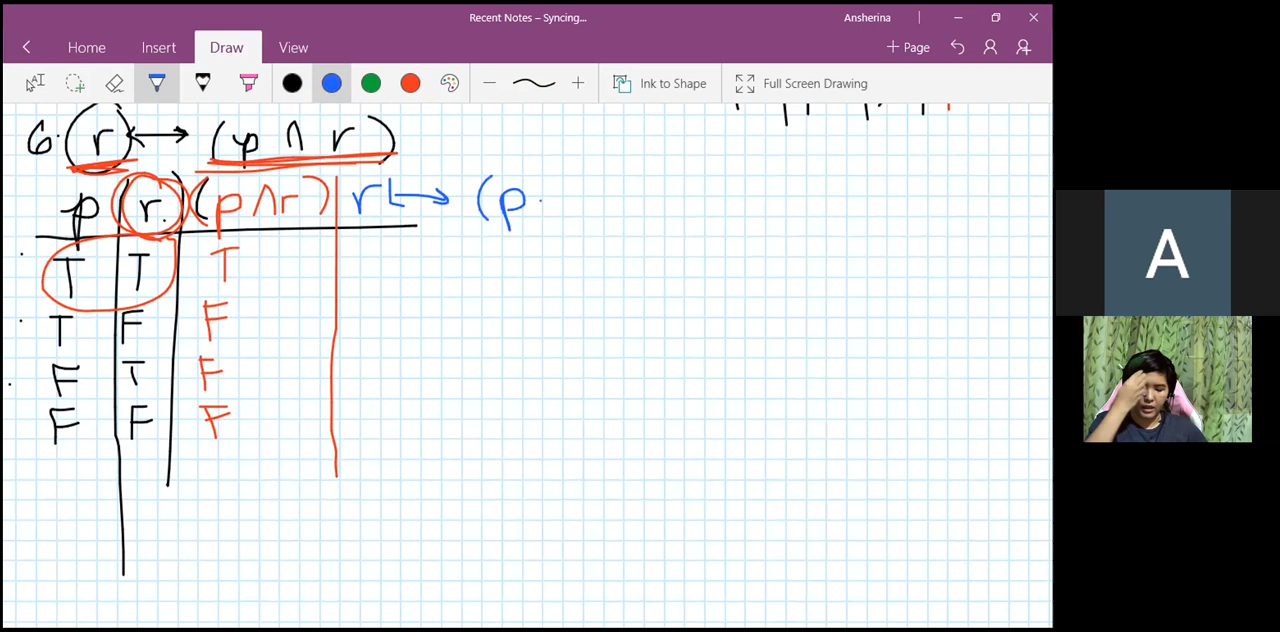 Recent Notes – Syncing...
Ansherina
Home Insert Draw View
Page
Ink to Shape
Full Screen Drawing
6. (r) ⟷ (p ∧ r)
p (r) (p ∧ r) r ⟷ (p
T T T
T F F
F T F
F F F
A